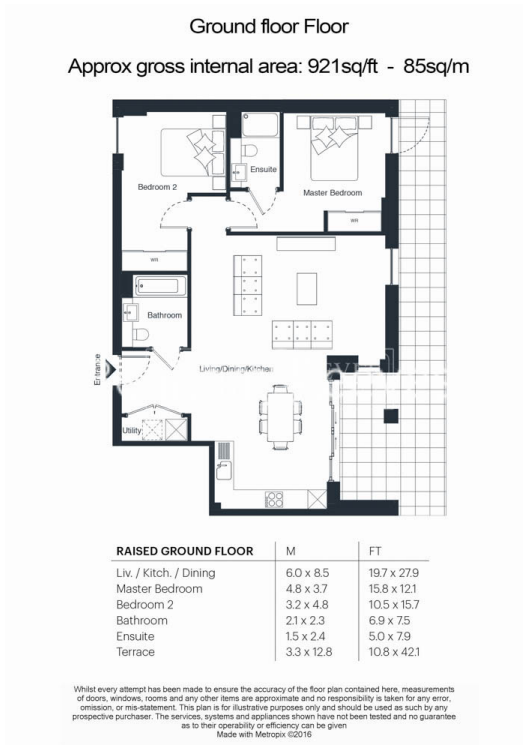 Ground floor Floor
Approx gross internal area: 921sq/ft - 85sq/m
Ensuite
Bedroom 2
Master Bedroom
WR
WR
Bathroom
Entrance
Living/Dining/Kitchen
Utility
RAISED GROUND FLOOR M FT
Liv. / Kitch. / Dining 6.0 x 8.5 19.7 x 27.9
Master Bedroom 4.8 x 3.7 15.8 x 12.1
Bedroom 2 3.2 x 4.8 10.5 x 15.7
Bathroom 2.1 x 2.3 6.9 x 7.5
Ensuite 1.5 x 2.4 5.0 x 7.9
Terrace 3.3 x 12.8 10.8 x 42.1
Whilst every attempt has been made to ensure the accuracy of the floor plan contained here, measurements
of doors, windows, rooms and any other items are approximate and no responsibility is taken for any error,
omission, or mis-statement. This plan is for illustrative purposes only and should be used as such by any
prospective purchaser. The services, systems and appliances shown have not been tested and no guarantee
as to their operability or efficiency can be given
Made with Metropix ©2016